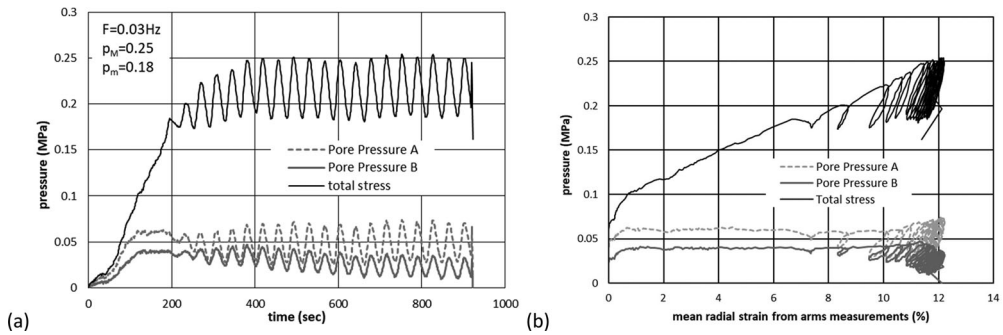 F=0.03Hz
pM=0.25
pm=0.18
0.3
0.25
0.2
0.15
0.1
0.05
0
pressure (MPa)
Pore Pressure A
Pore Pressure B
total stress
0 200 400 600 800 1000
time (sec)
(a)
0.3
0.25
0.2
0.15
0.1
0.05
0
pressure (MPa)
Pore Pressure A
Pore Pressure B
Total stress
0 2 4 6 8 10 12 14
mean radial strain from arms measurements (%)
(b)